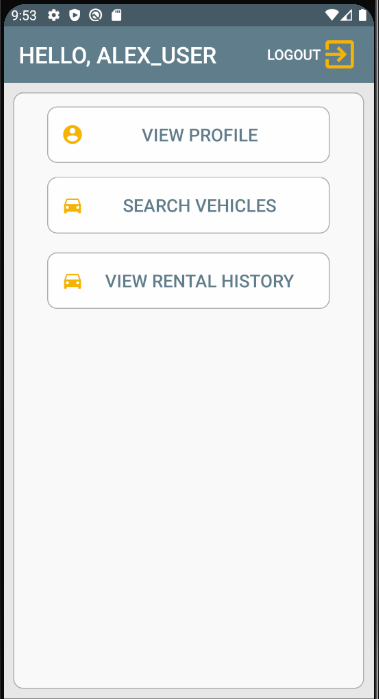 9:53
HELLO, ALEX_USER
LOGOUT
VIEW PROFILE
SEARCH VEHICLES
VIEW RENTAL HISTORY